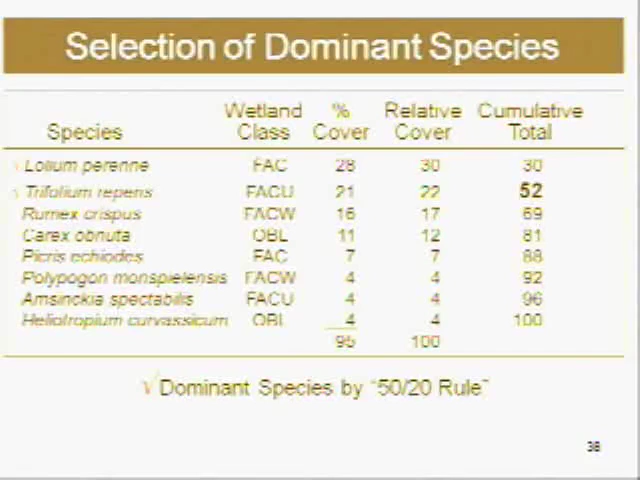 Selection of Dominant Species
Wetland % Relative Cumulative
Species Class Cover Cover Total
√ Lolium perenne FAC 28 30 30
√ Trifolium repens FACU 21 22 52
Rumex crispus FACW 16 17 69
Carex obnuta OBL 11 12 81
Picris echiodes FAC 7 7 88
Polypogon monspielensis FACW 4 4 92
Amsinckia spectabilis FACU 4 4 96
Heliotropium curvassicum OBL 4 4 100
95 100
√ Dominant Species by "50/20 Rule"
38